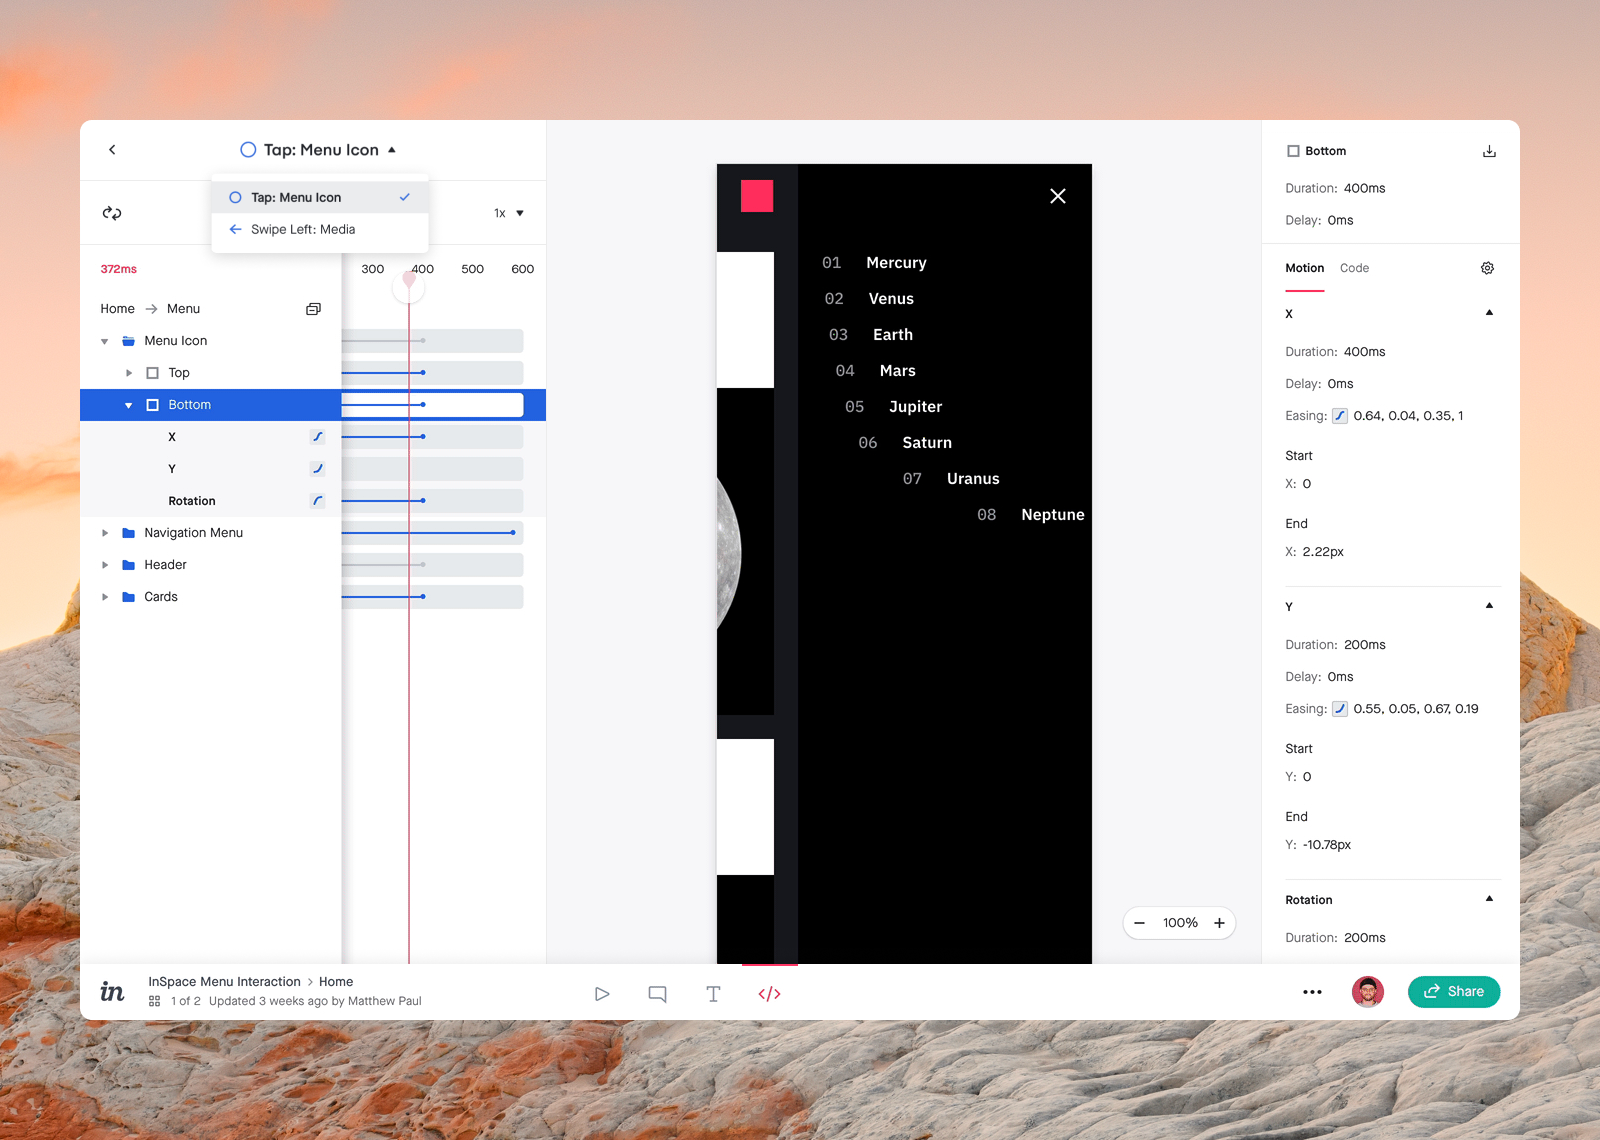 Tap: Menu Icon
Tap: Menu Icon
Swipe Left: Media
1x
372ms
300 400 500 600
Home → Menu
Menu Icon
Top
Bottom
X
Y
Rotation
Navigation Menu
Header
Cards
01 Mercury
02 Venus
03 Earth
04 Mars
05 Jupiter
06 Saturn
07 Uranus
08 Neptune
100%
Bottom
Duration: 400ms
Delay: 0ms
Motion Code
X
Duration: 400ms
Delay: 0ms
Easing: 0.64, 0.04, 0.35, 1
Start
X: 0
End
X: 2.22px
Y
Duration: 200ms
Delay: 0ms
Easing: 0.55, 0.05, 0.67, 0.19
Start
Y: 0
End
Y: -10.78px
Rotation
Duration: 200ms
in
InSpace Menu Interaction > Home
1 of 2 Updated 3 weeks ago by Matthew Paul
Share